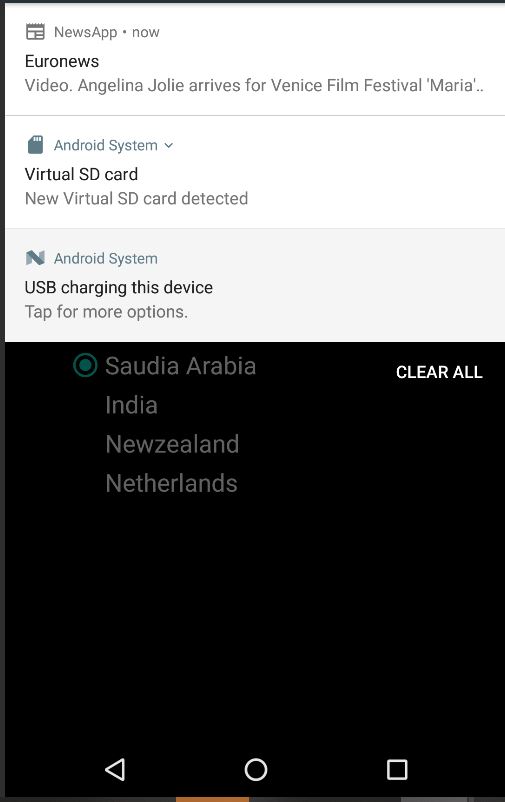 NewsApp • now
Euronews
Video. Angelina Jolie arrives for Venice Film Festival 'Maria'..
Android System
Virtual SD card
New Virtual SD card detected
Android System
USB charging this device
Tap for more options.
Saudia Arabia
CLEAR ALL
India
Newzealand
Netherlands